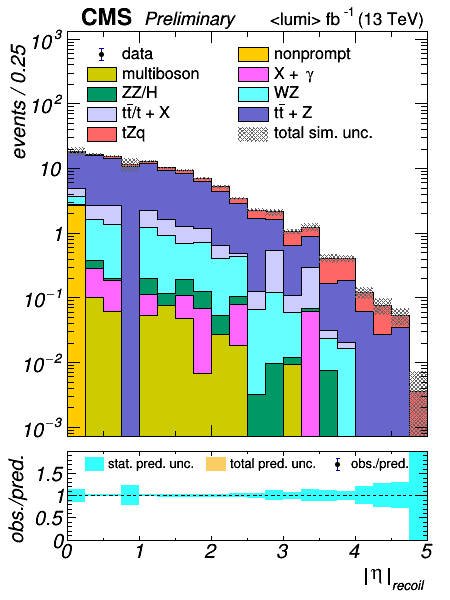 CMS Preliminary <lumi> fb⁻¹ (13 TeV)
events / 0.25
10³
10²
10
1
10⁻¹
10⁻²
10⁻³
data
nonprompt
multiboson
X + γ
ZZ/H
WZ
tt̄/t + X
tt̄ + Z
tZq
total sim. unc.
obs./pred.
1.5
1
0.5
0
stat. pred. unc.
total pred. unc.
obs./pred.
0 1 2 3 4 5
|η|recoil